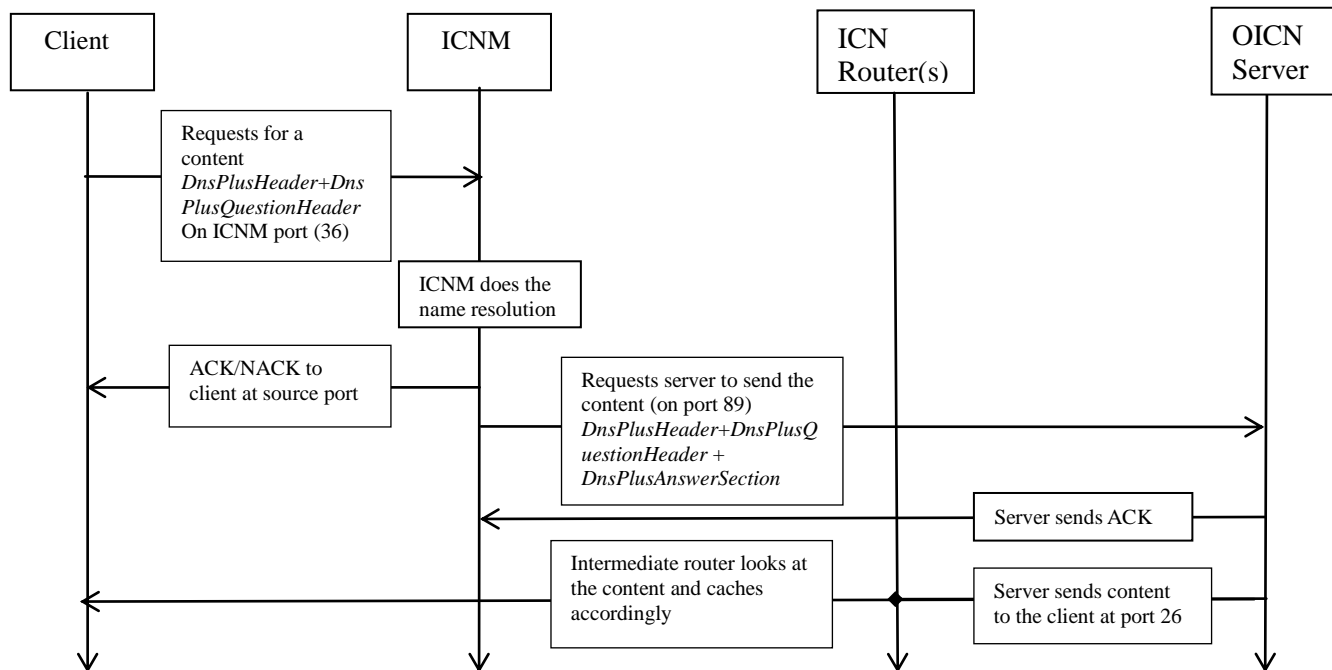 Client
ICNM
ICN
Router(s)
OICN
Server
Requests for a
content
DnsPlusHeader+Dns
PlusQuestionHeader
On ICNM port (36)
ICNM does the
name resolution
ACK/NACK to
client at source port
Requests server to send the
content (on port 89)
DnsPlusHeader+DnsPlusQ
uestionHeader +
DnsPlusAnswerSection
Server sends ACK
Intermediate router looks at
the content and caches
accordingly
Server sends content
to the client at port 26